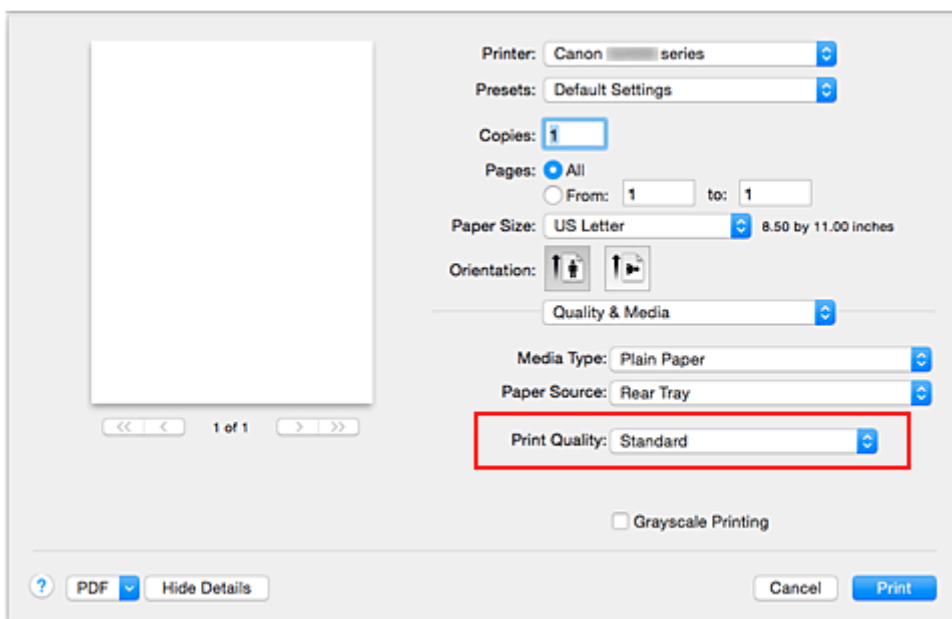 Printer: Canon series
Presets: Default Settings
Copies: 1
Pages: All
From: 1 to: 1
Paper Size: US Letter 8.50 by 11.00 inches
Orientation:
Quality & Media
Media Type: Plain Paper
Paper Source: Rear Tray
<< < 1 of 1 > >>
Print Quality: Standard
Grayscale Printing
? PDF Hide Details Cancel Print